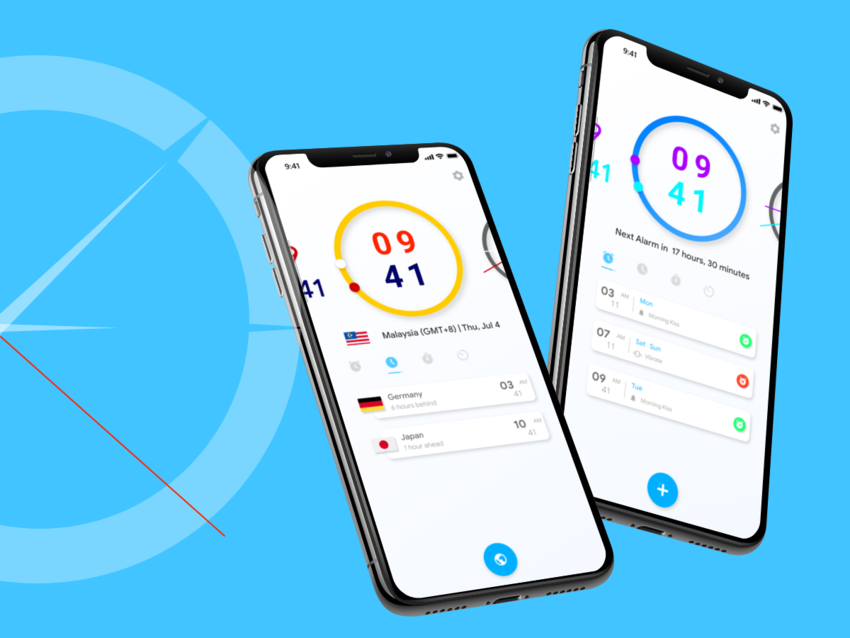 9:41
09
41
41
Malaysia (GMT+8) | Thu, Jul 4
Germany
6 hours behind
03 AM
41
Japan
1 hour ahead
10 AM
41
9:41
09
41
41
Next Alarm in 17 hours, 30 minutes
03 AM
11
Mon
Morning Kiss
07 AM
11
Sat Sun
Vibrate
09 AM
41
Tue
Morning Kiss